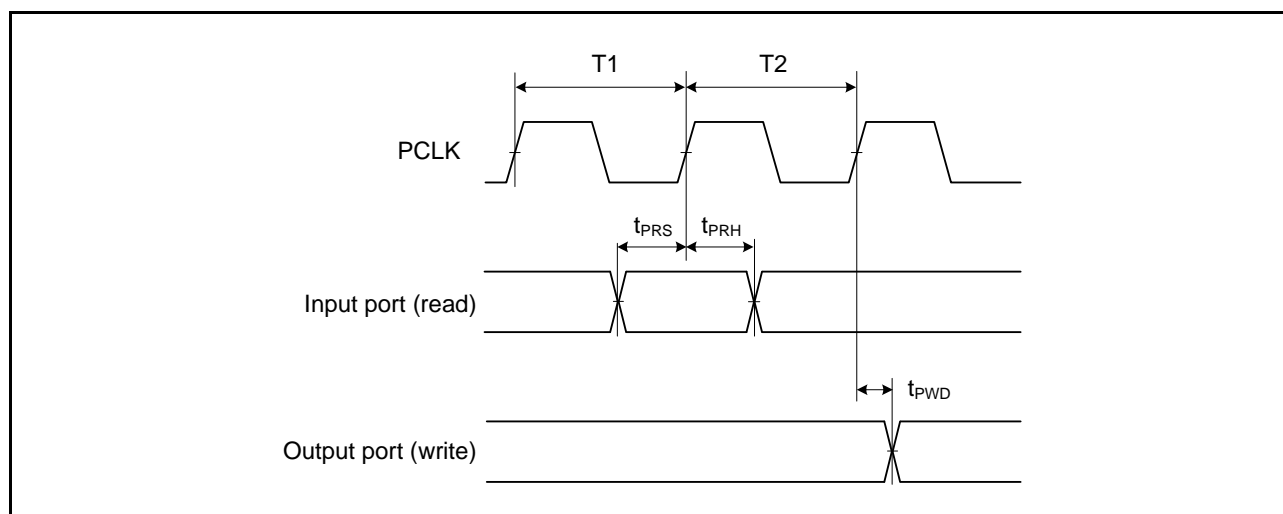 T1 T2
PCLK
tPRS tPRH
Input port (read)
tPWD
Output port (write)